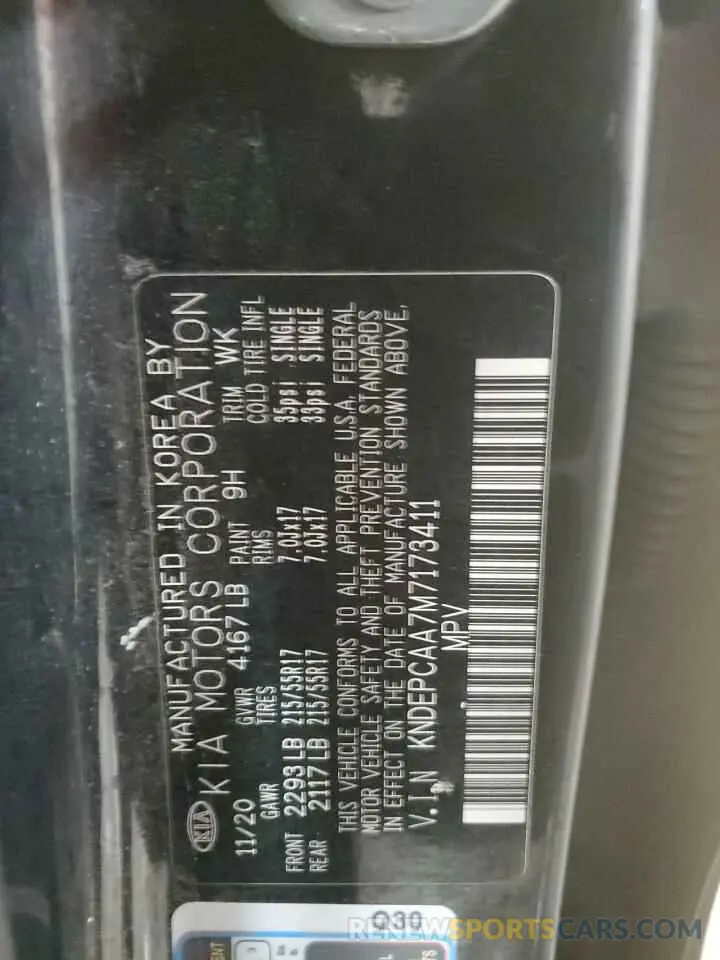 MANUFACTURED IN KOREA BY
KIA KIA MOTORS CORPORATION
11/20 GVWR 4167LB PAINT 9H TRIM WK
GAWR TIRES RIMS COLD TIRE INFL
FRONT 2293LB 215/55R17 7.0Jx17 35psi, SINGLE
REAR 2117LB 215/55R17 7.0Jx17 33psi, SINGLE
THIS VEHICLE CONFORMS TO ALL APPLICABLE U.S.A. FEDERAL
MOTOR VEHICLE SAFETY AND THEFT PREVENTION STANDARDS
IN EFFECT ON THE DATE OF MANUFACTURE SHOWN ABOVE.
V.I.N KNDEPCAA7M7173411
MPV
Q30
RENEWSPORTSCARS.COM